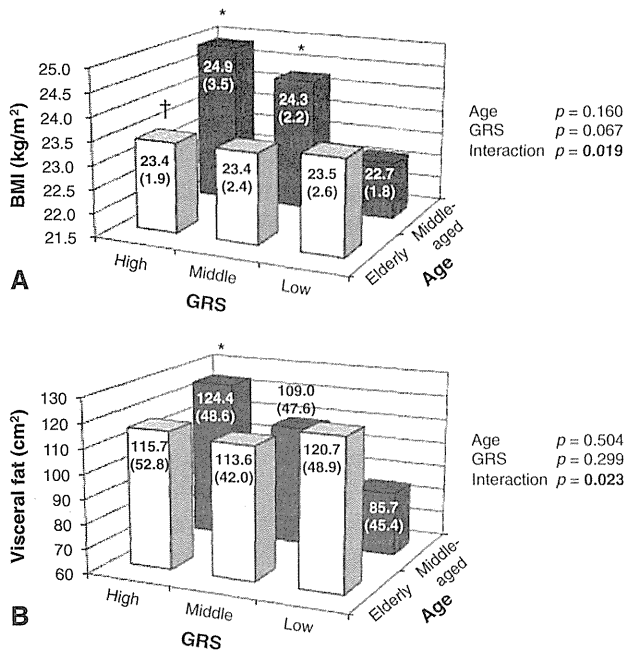 *
*
25.0
24.5
24.0
23.5
23.0
22.5
22.0
21.5
BMI (kg/m²)
†
24.9
(3.5)
24.3
(2.2)
22.7
(1.8)
23.4
(1.9)
23.4
(2.4)
23.5
(2.6)
High
Middle
Low
GRS
Elderly
Middle-
aged
Age
Age p = 0.160
GRS p = 0.067
Interaction p = 0.019
A
*
130
120
110
100
90
80
70
60
Visceral fat (cm²)
124.4
(48.6)
109.0
(47.6)
85.7
(45.4)
115.7
(52.8)
113.6
(42.0)
120.7
(48.9)
High
Middle
Low
GRS
Elderly
Middle-
aged
Age
Age p = 0.504
GRS p = 0.299
Interaction p = 0.023
B